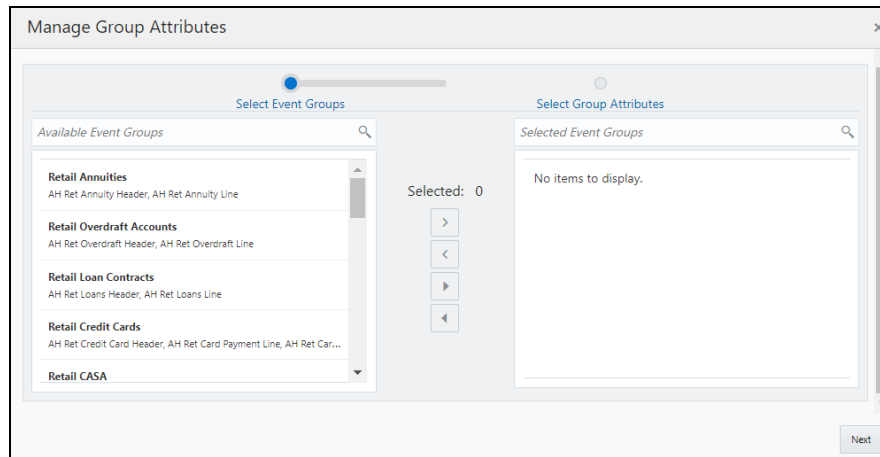 Manage Group Attributes
Select Event Groups
Select Group Attributes
Available Event Groups
Selected Event Groups
Retail Annuities
AH Ret Annuity Header, AH Ret Annuity Line
Retail Overdraft Accounts
AH Ret Overdraft Header, AH Ret Overdraft Line
Retail Loan Contracts
AH Ret Loans Header, AH Ret Loans Line
Retail Credit Cards
AH Ret Credit Card Header, AH Ret Card Payment Line, AH Ret Car...
Retail CASA
Selected: 0
No items to display.
Next